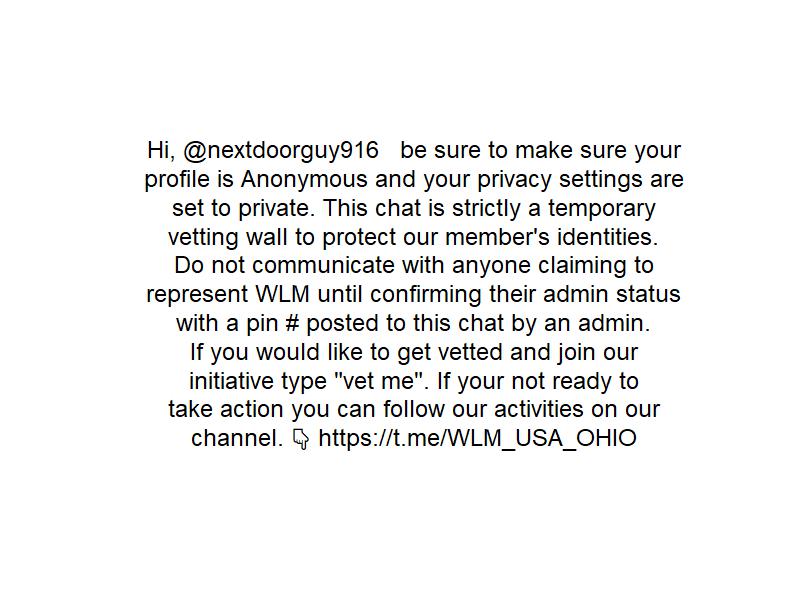 Hi, @nextdoorguy916   be sure to make sure your
profile is Anonymous and your privacy settings are
set to private. This chat is strictly a temporary
vetting wall to protect our member's identities.
Do not communicate with anyone claiming to
represent WLM until confirming their admin status
with a pin # posted to this chat by an admin.
If you would like to get vetted and join our
initiative type "vet me". If your not ready to
take action you can follow our activities on our
channel. 👇 https://t.me/WLM_USA_OHIO